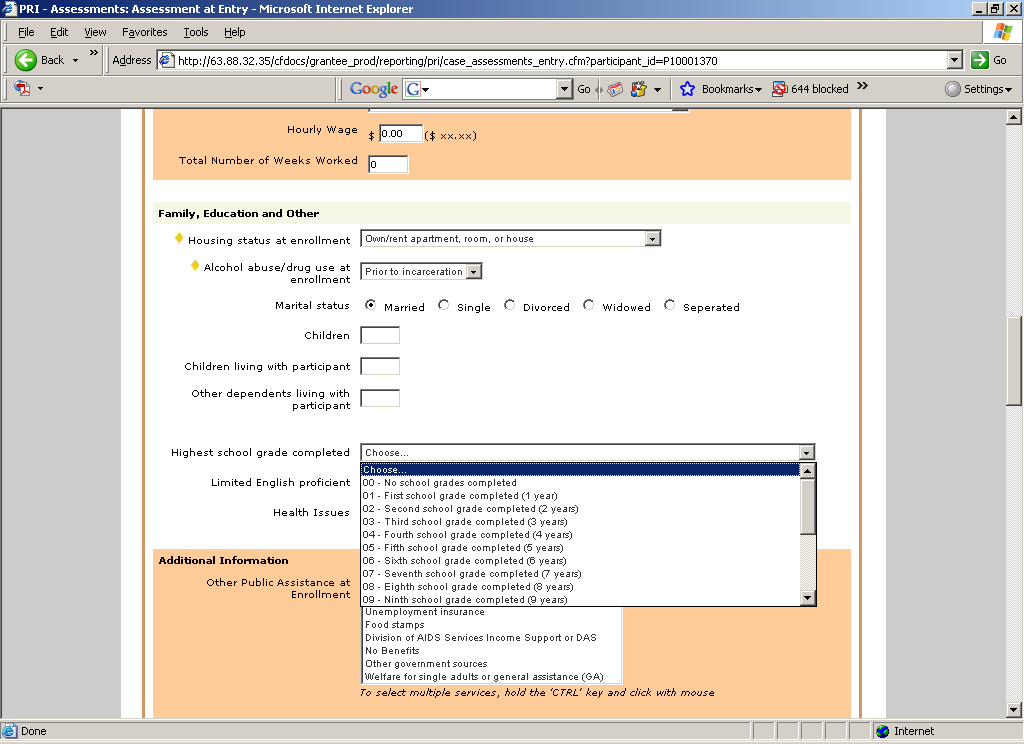 PRI - Assessments: Assessment at Entry - Microsoft Internet Explorer
File Edit View Favorites Tools Help
Back » Address http://63.88.32.35/cfdocs/grantee_prod/reporting/pri/case_assessments_entry.cfm?participant_id=P10001370 Go
Google G Go Bookmarks 644 blocked » Settings
Hourly Wage $ 0.00 ($ xx.xx)
Total Number of Weeks Worked 0
Family, Education and Other
Housing status at enrollment Own/rent apartment, room, or house
Alcohol abuse/drug use at Prior to incarceration
enrollment
Marital status Married Single Divorced Widowed Seperated
Children
Children living with participant
Other dependents living with
participant
Highest school grade completed Choose...
Choose...
Limited English proficient 00 - No school grades completed
01 - First school grade completed (1 year)
02 - Second school grade completed (2 years)
Health Issues 03 - Third school grade completed (3 years)
04 - Fourth school grade completed (4 years)
05 - Fifth school grade completed (5 years)
Additional Information 06 - Sixth school grade completed (6 years)
07 - Seventh school grade completed (7 years)
Other Public Assistance at 08 - Eighth school grade completed (8 years)
Enrollment 09 - Ninth school grade completed (9 years)
Unemployment insurance
Food stamps
Division of AIDS Services Income Support or DAS
No Benefits
Other government sources
Welfare for single adults or general assistance (GA)
To select multiple services, hold the 'CTRL' key and click with mouse
Done Internet